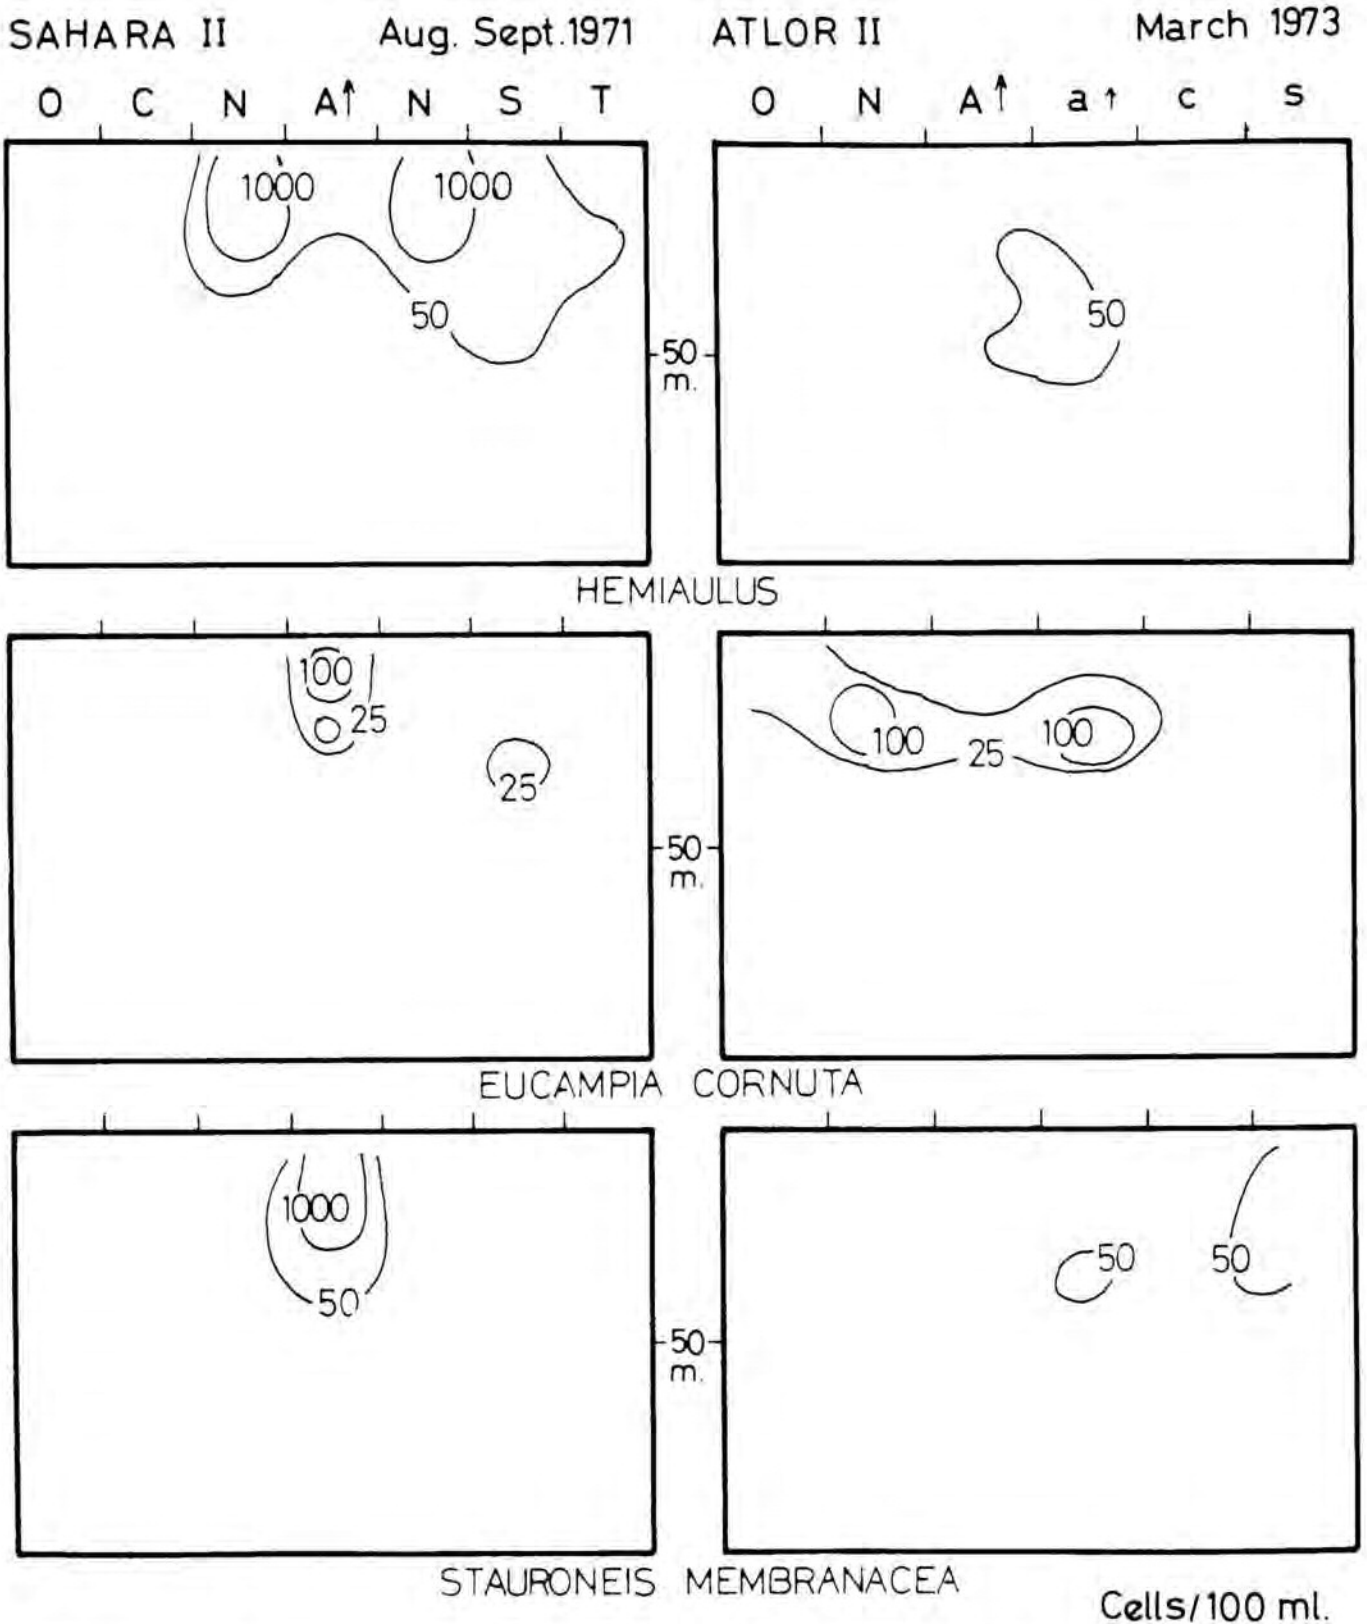 SAHARA II Aug. Sept. 1971 ATLOR II March 1973
O C N A↑ N S T O N A↑ a↑ c s
1000 1000
50 50
50
m.
HEMIAULUS
100
25 100 25 100
25
50
m.
EUCAMPIA CORNUTA
1000
50 50 50
50
m.
STAURONEIS MEMBRANACEA
Cells/100 ml.